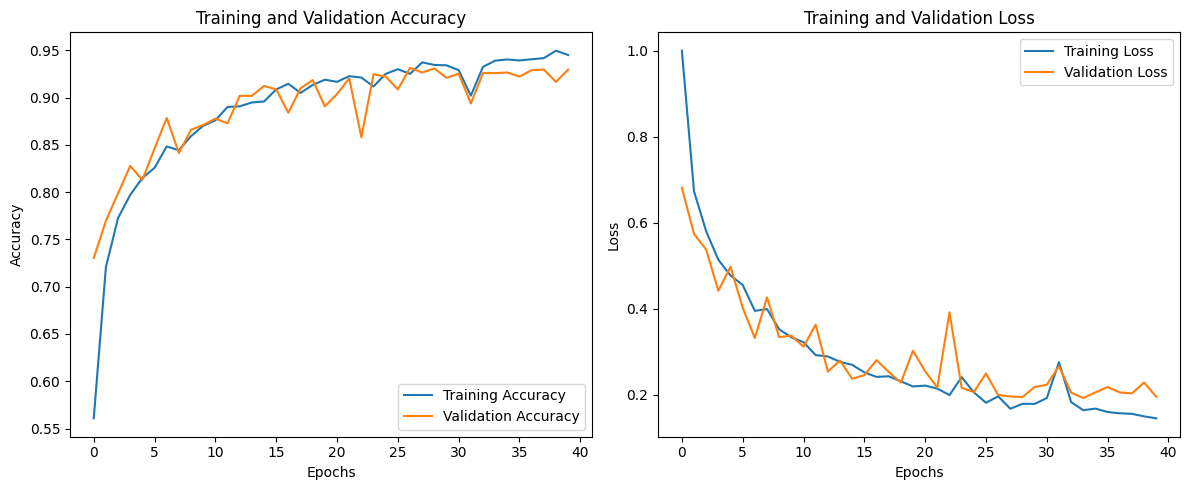 Training and Validation Accuracy
0.95
0.90
0.85
0.80
0.75
0.70
0.65
0.60
0.55
Accuracy
Training Accuracy
Validation Accuracy
0 5 10 15 20 25 30 35 40
Epochs
Training and Validation Loss
1.0
0.8
0.6
0.4
0.2
Loss
Training Loss
Validation Loss
0 5 10 15 20 25 30 35 40
Epochs